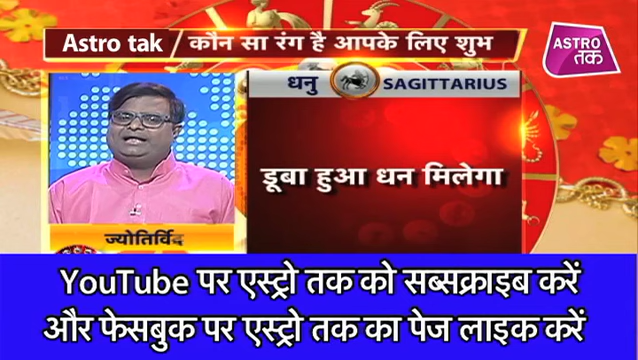 Astro tak / कौन सा रंग है आपके लिए शुभ
ASTRO
तक
धनु SAGITTARIUS
डूबा हुआ धन मिलेगा
ज्योतिर्विद
YouTube पर एस्ट्रो तक को सब्सक्राइब करें
और फेसबुक पर एस्ट्रो तक का पेज लाइक करें